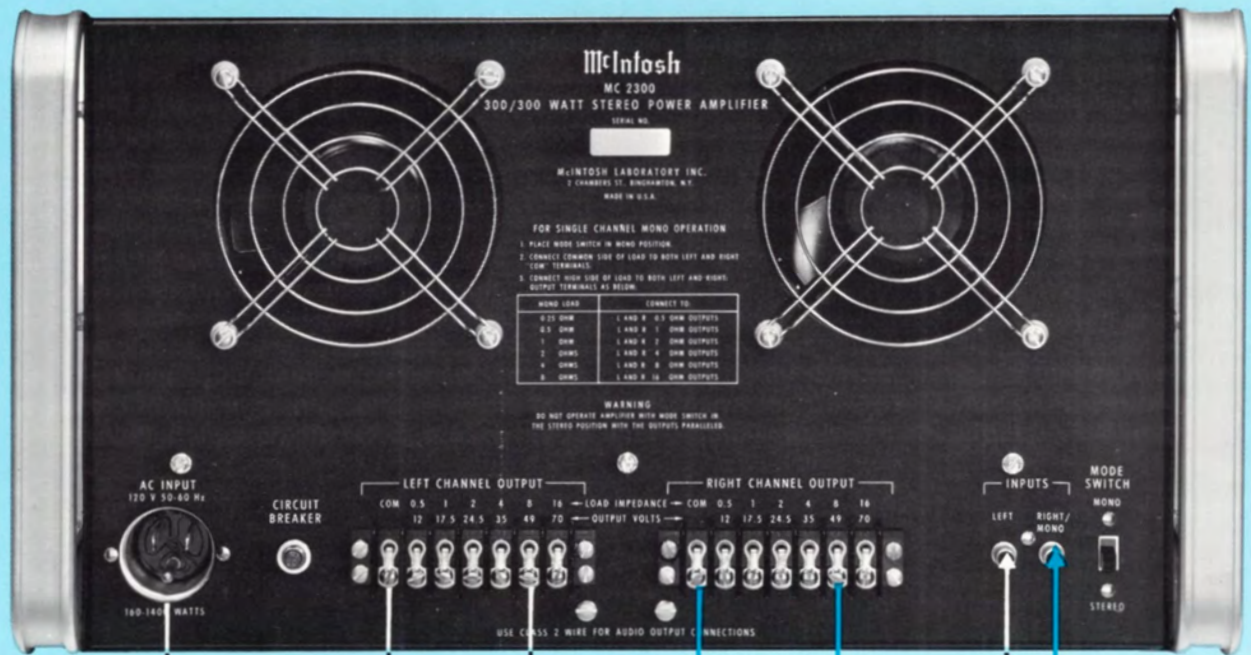 McIntosh
MC 2300
300/300 WATT STEREO POWER AMPLIFIER
SERIAL NO.
McINTOSH LABORATORY INC.
2 CHAMBERS ST., BINGHAMTON, N.Y.
MADE IN U.S.A.
FOR SINGLE CHANNEL MONO OPERATION
1. PLACE MODE SWITCH IN MONO POSITION.
2. CONNECT COMMON SIDE OF LOAD TO BOTH LEFT AND RIGHT
"COM" TERMINALS.
3. CONNECT HIGH SIDE OF LOAD TO BOTH LEFT AND RIGHT
OUTPUT TERMINALS AS BELOW:
MONO LOAD CONNECT TO:
0.25 OHM L AND R 0.5 OHM OUTPUTS
0.5 OHM L AND R 1 OHM OUTPUTS
1 OHM L AND R 2 OHM OUTPUTS
2 OHMS L AND R 4 OHM OUTPUTS
4 OHMS L AND R 8 OHM OUTPUTS
8 OHMS L AND R 16 OHM OUTPUTS
WARNING
DO NOT OPERATE AMPLIFIER WITH MODE SWITCH IN
THE STEREO POSITION WITH THE OUTPUTS PARALLELED.
AC INPUT
120 V 50-60 Hz
160-1400 WATTS
CIRCUIT
BREAKER
LEFT CHANNEL OUTPUT
COM 0.5 1 2 4 8 16
12 17.5 24.5 35 49 70
LOAD IMPEDANCE
OUTPUT VOLTS
RIGHT CHANNEL OUTPUT
COM 0.5 1 2 4 8 16
12 17.5 24.5 35 49 70
INPUTS
LEFT
RIGHT/
MONO
MODE
SWITCH
MONO
STEREO
USE CLASS 2 WIRE FOR AUDIO OUTPUT CONNECTIONS